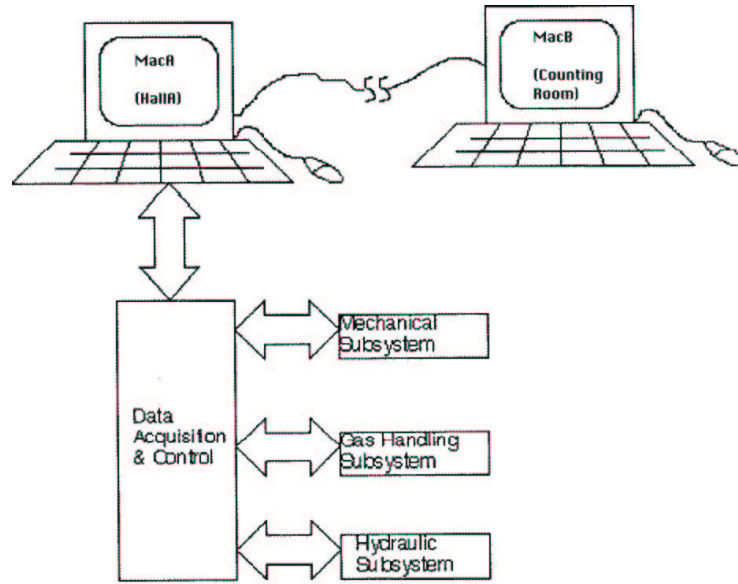 MacA
(HallA)
MacB
(Counting
Room)
Data
Acquisition
& Control
Mechanical
Subsystem
Gas Handling
Subsystem
Hydraulic
Subsystem